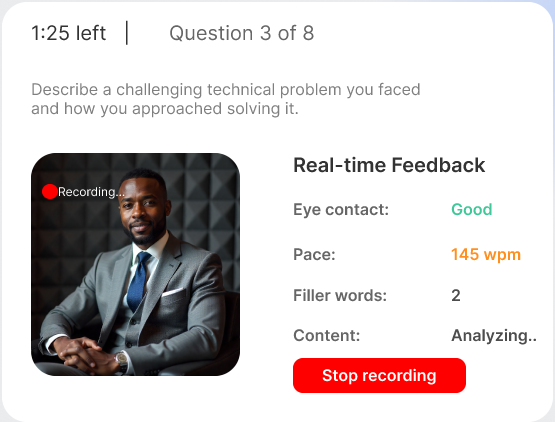 1:25 left | Question 3 of 8
Describe a challenging technical problem you faced
and how you approached solving it.
Recording...
Real-time Feedback
Eye contact: Good
Pace: 145 wpm
Filler words: 2
Content: Analyzing..
Stop recording